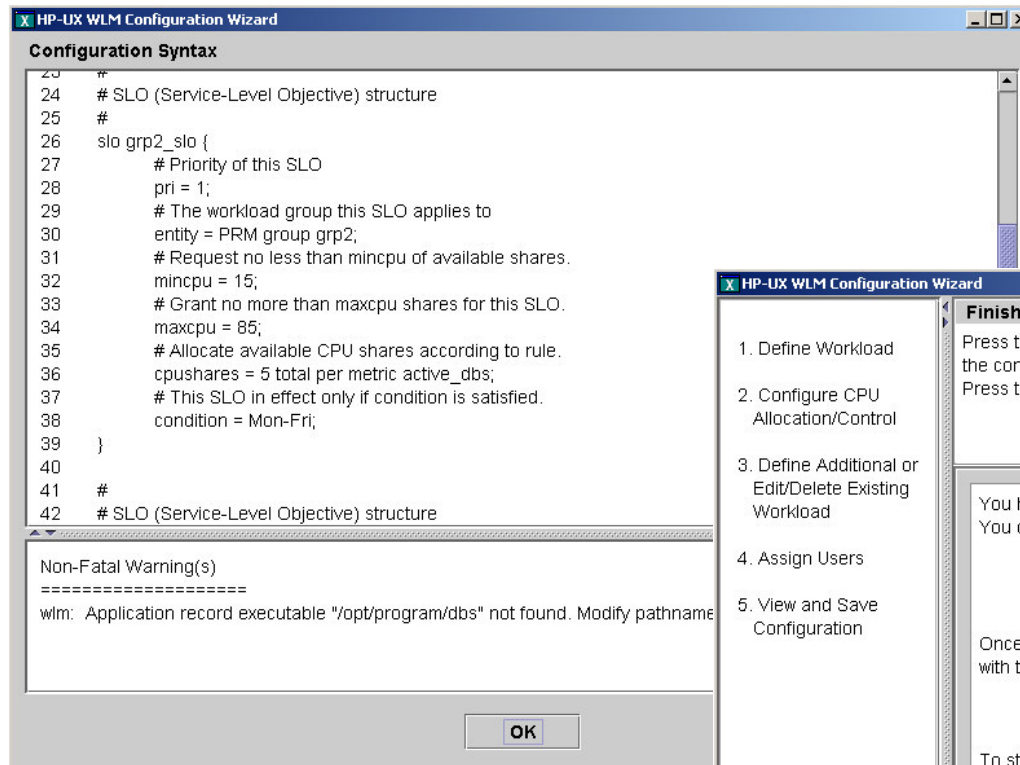 HP-UX WLM Configuration Wizard
Configuration Syntax
23 #
24 # SLO (Service-Level Objective) structure
25 #
26 slo grp2_slo {
27 # Priority of this SLO
28 pri = 1;
29 # The workload group this SLO applies to
30 entity = PRM group grp2;
31 # Request no less than mincpu of available shares.
32 mincpu = 15;
33 # Grant no more than maxcpu shares for this SLO.
34 maxcpu = 85;
35 # Allocate available CPU shares according to rule.
36 cpushares = 5 total per metric active_dbs;
37 # This SLO in effect only if condition is satisfied.
38 condition = Mon-Fri;
39 }
40
41 #
42 # SLO (Service-Level Objective) structure
Non-Fatal Warning(s)
====================
wlm: Application record executable "/opt/program/dbs" not found. Modify pathname
OK
HP-UX WLM Configuration Wizard
1. Define Workload
2. Configure CPU
Allocation/Control
3. Define Additional or
Edit/Delete Existing
Workload
4. Assign Users
5. View and Save
Configuration
Finish
Press t
the con
Press t
You
You
Once
with t
To st